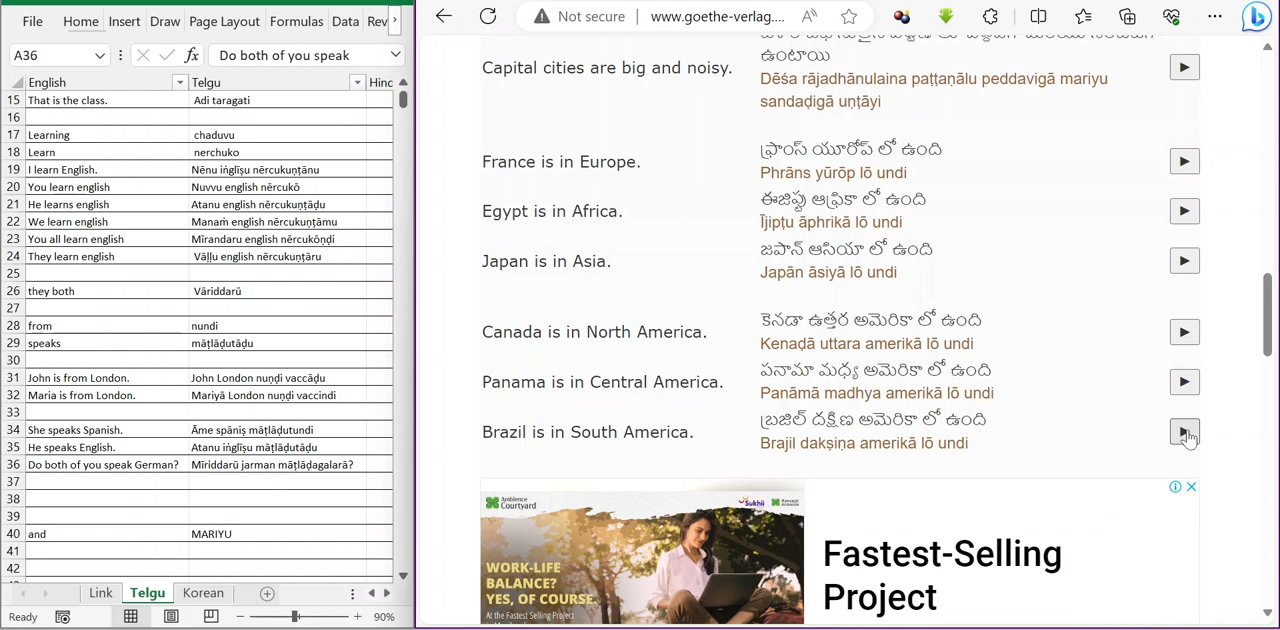 File Home Insert Draw Page Layout Formulas Data Rev
A36 fx Do both of you speak
English Telgu Hinc
15 That is the class. Adi taragati
16
17 Learning chaduvu
18 Learn nerchuko
19 I learn English. Nēnu iṅglīṣu nērcukuṇṭānu
20 You learn english Nuvvu english nērcukō
21 He learns english Atanu english nērcukuṇṭāḍu
22 We learn english Manaṁ english nērcukuṇṭāmu
23 You all learn english Mīrandaru english nērcukōṇḍi
24 They learn english Vāḷḷu english nērcukuṇṭāru
25
26 they both Vāriddarū
27
28 from nundi
29 speaks māṭlāḍutāḍu
30
31 John is from London. John London nuṇḍi vaccāḍu
32 Maria is from London. Mariyā London nuṇḍi vaccindi
33
34 She speaks Spanish. Āme spāniṣ māṭlāḍutundi
35 He speaks English. Atanu iṅglīṣu māṭlāḍutāḍu
36 Do both of you speak German? Mīriddarū jarman māṭlāḍagalarā?
37
38
39
40 and MARIYU
41
42
Link Telgu Korean
Ready 90%
Not secure www.goethe-verlag....
ఉంటాయి
Capital cities are big and noisy.
Dēśa rājadhānulaina paṭṭaṇālu peddavigā mariyu
sandaḍigā uṇṭāyi
France is in Europe.
ఫ్రాంస్ యూరోప్ లో ఉంది
Phrāns yūrōp lō undi
Egypt is in Africa.
ఈజిప్టు ఆఫ్రికా లో ఉంది
Ījipṭu āphrikā lō undi
Japan is in Asia.
జపాన్ ఆసియా లో ఉంది
Japān āsiyā lō undi
Canada is in North America.
కెనడా ఉత్తర అమెరికా లో ఉంది
Kenaḍā uttara amerikā lō undi
Panama is in Central America.
పనామా మధ్య అమెరికా లో ఉంది
Panāmā madhya amerikā lō undi
Brazil is in South America.
బ్రజిల్ దక్షిణ అమెరికా లో ఉంది
Brajil dakṣiṇa amerikā lō undi
Ambience
Courtyard
Sukhii
WORK-LIFE
BALANCE?
YES, OF COURSE.
At the Fastest Selling Project
Fastest-Selling
Project